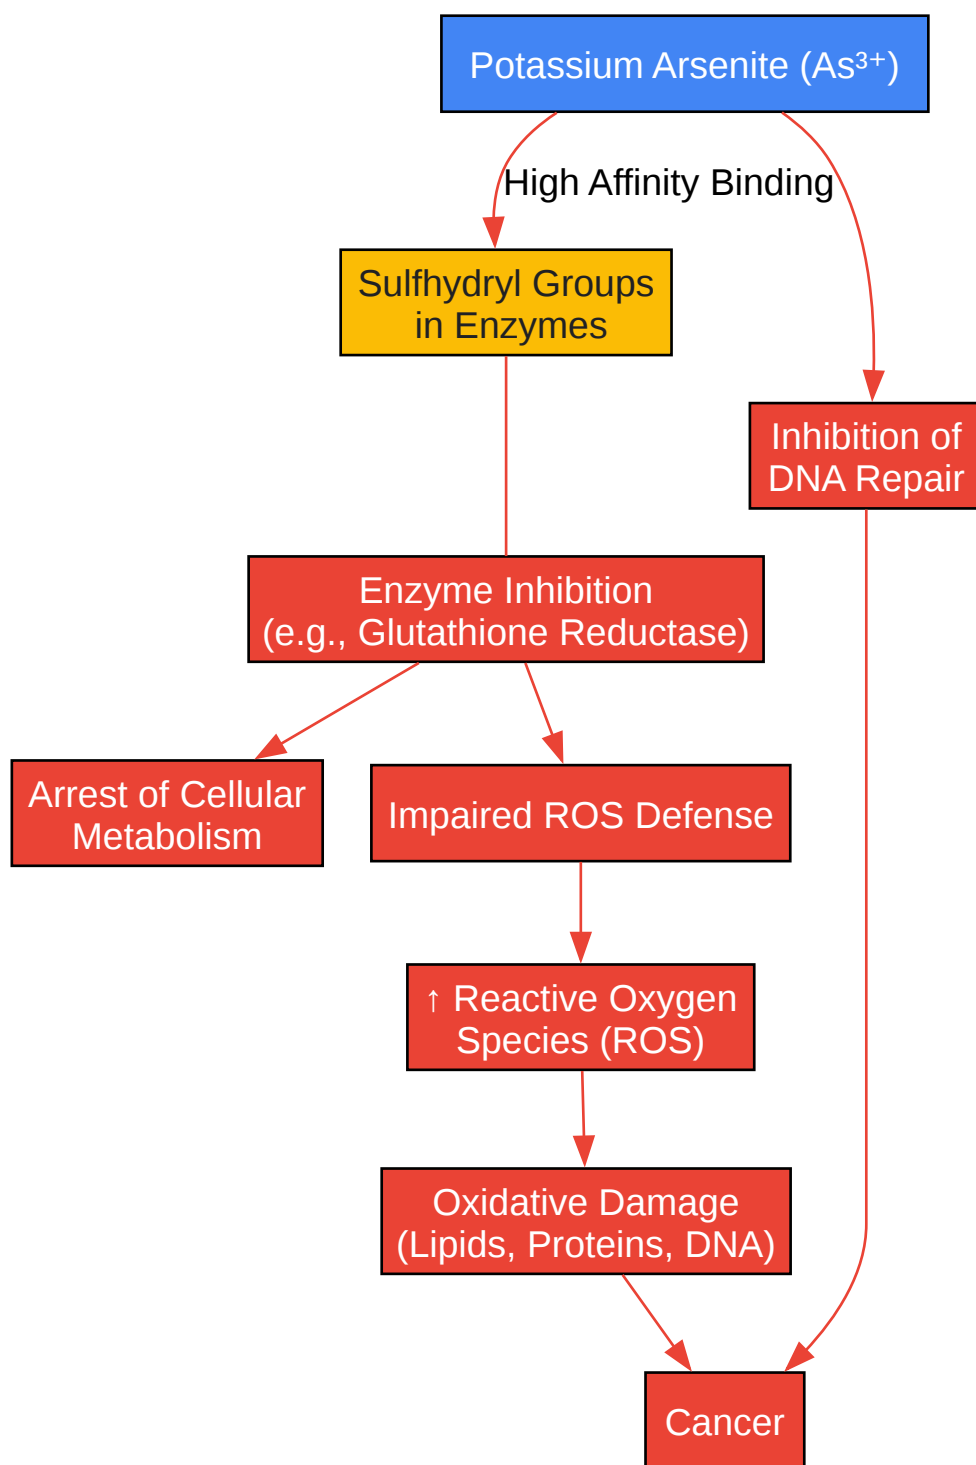 Potassium Arsenite (As³⁺)
High Affinity Binding
Sulfhydryl Groups
in Enzymes
Inhibition of
DNA Repair
Enzyme Inhibition
(e.g., Glutathione Reductase)
Arrest of Cellular
Metabolism
Impaired ROS Defense
↑ Reactive Oxygen
Species (ROS)
Oxidative Damage
(Lipids, Proteins, DNA)
Cancer